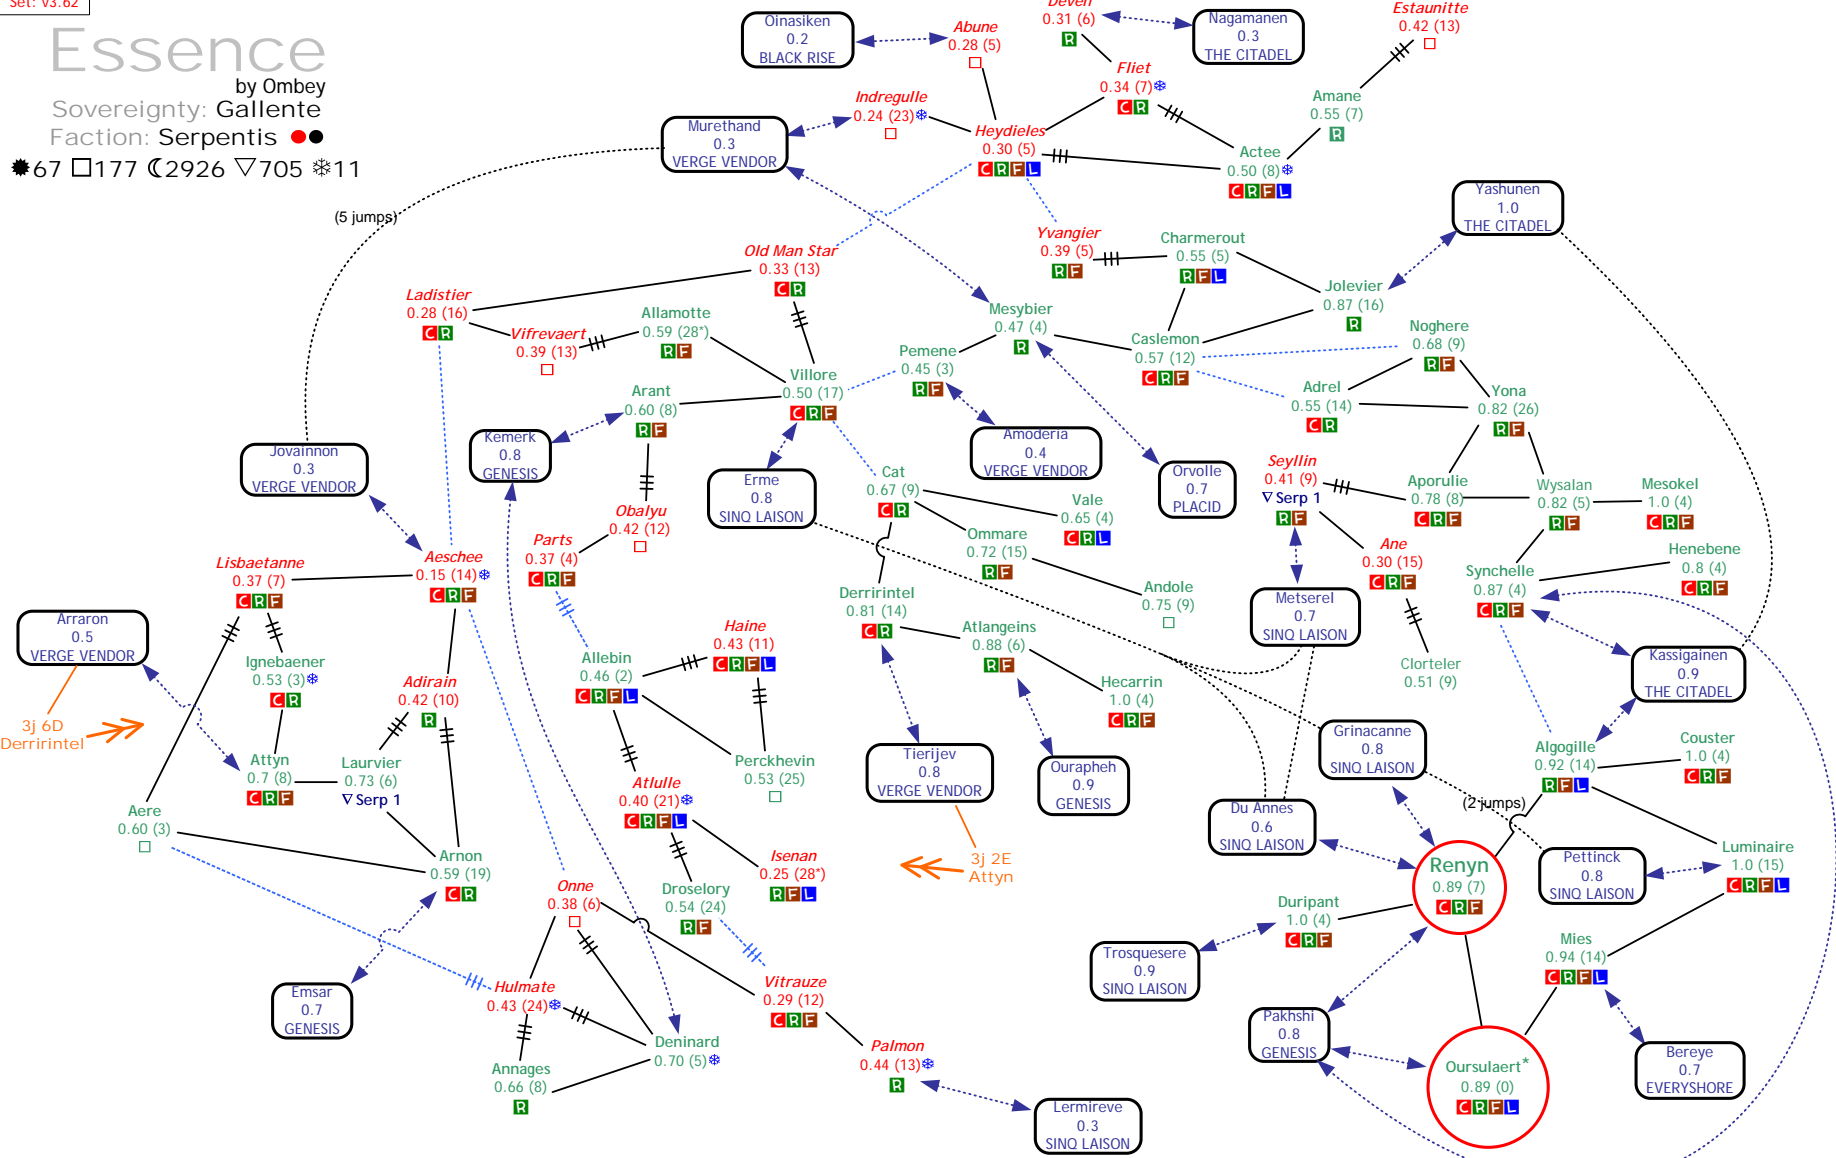 Set: v3.62
Essence
by Ombey
Sovereignty: Gallente
Faction: Serpentis
67 177 2926 705 11
Oinasiken
0.2
BLACK RISE
Abune
0.28 (5)
Deven
0.31 (6)
R
Nagamanen
0.3
THE CITADEL
Estaunitte
0.42 (13)
Fliet
0.34 (7)
C R
Amane
0.55 (7)
R
Indregulle
0.24 (23)
Murethand
0.3
VERGE VENDOR
Heydieles
0.30 (5)
C R F L
Actee
0.50 (8)
C R F L
Yashunen
1.0
THE CITADEL
(5 jumps)
Old Man Star
0.33 (13)
C R
Yvangier
0.39 (5)
R F
Charmerout
0.55 (5)
R F L
Jolevier
0.87 (16)
R
Ladistier
0.28 (16)
C R
Vifrevaert
0.39 (13)
Allamotte
0.59 (28*)
R F
Mesybier
0.47 (4)
R
Caslemon
0.57 (12)
C R F
Noghere
0.68 (9)
R F
Pemene
0.45 (3)
R F
Villore
0.50 (17)
C R F
Arant
0.60 (8)
R F
Adrel
0.55 (14)
C R
Yona
0.82 (26)
R F
Kemerk
0.8
GENESIS
Jovainnon
0.3
VERGE VENDOR
Amoderia
0.4
VERGE VENDOR
Erme
0.8
SINQ LAISON
Orvolle
0.7
PLACID
Cat
0.67 (9)
C R
Vale
0.65 (4)
C R L
Seyllin
0.41 (9)
Serp 1
R F
Aporulie
0.78 (8)
C R F
Wysalan
0.82 (5)
R F
Mesokel
1.0 (4)
C R F
Obalyu
0.42 (12)
Parts
0.37 (4)
C R F
Ommare
0.72 (15)
R F
Ane
0.30 (15)
C R F
Henebene
0.8 (4)
C R F
Synchelle
0.87 (4)
C R F
Lisbaetanne
0.37 (7)
C R F
Aeschee
0.15 (14)
C R F
Derririntel
0.81 (14)
C R
Andole
0.75 (9)
Metserel
0.7
SINQ LAISON
Arraron
0.5
VERGE VENDOR
Haine
0.43 (11)
C R F L
Atlangeins
0.88 (6)
R F
Ignebaener
0.53 (3)
C R
Allebin
0.46 (2)
C R F L
Clorteler
0.51 (9)
Kassigainen
0.9
THE CITADEL
Adirain
0.42 (10)
R
Hecarrin
1.0 (4)
C R F
3j 6D
Derririntel
Attyn
0.7 (8)
C R F
Laurvier
0.73 (6)
Serp 1
Perckhevin
0.53 (25)
Tierijev
0.8
VERGE VENDOR
Ourapheh
0.9
GENESIS
Grinacanne
0.8
SINQ LAISON
Algogille
0.92 (14)
R F L
Couster
1.0 (4)
C R F
Atlulle
0.40 (21)
C R F L
Aere
0.60 (3)
(2 jumps)
Du Annes
0.6
SINQ LAISON
Arnon
0.59 (19)
C R
Isenan
0.25 (28*)
R F L
3j 2E
Attyn
Renyn
0.89 (7)
C R F
Pettinck
0.8
SINQ LAISON
Luminaire
1.0 (15)
C R F L
Onne
0.38 (6)
Droselory
0.54 (24)
R F
Duripant
1.0 (4)
C R F
Trosquesere
0.9
SINQ LAISON
Mies
0.94 (14)
C R F L
Emsar
0.7
GENESIS
Hulmate
0.43 (24)
Vitrauze
0.29 (12)
C R F
Pakhshi
0.8
GENESIS
Deninard
0.70 (5)
Palmon
0.44 (13)
R
Annages
0.66 (8)
R
Oursulaert*
0.89 (0)
C R F L
Bereye
0.7
EVERYSHORE
Lermireve
0.3
SINQ LAISON